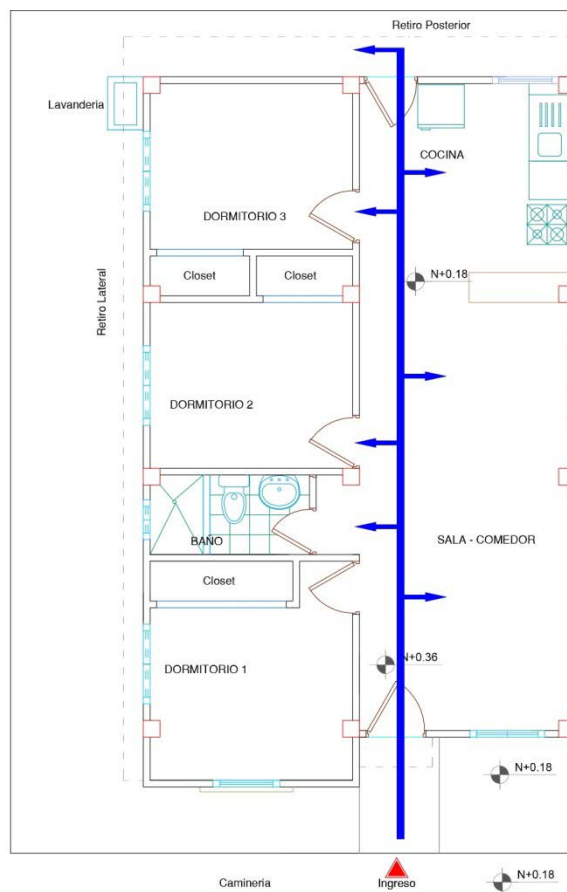 Retiro Posterior
Lavanderia
COCINA
DORMITORIO 3
Closet
Closet
N+0.18
Retiro Lateral
DORMITORIO 2
BAÑO
SALA - COMEDOR
Closet
N+0.36
DORMITORIO 1
N+0.18
Camineria
Ingreso
N+0.18